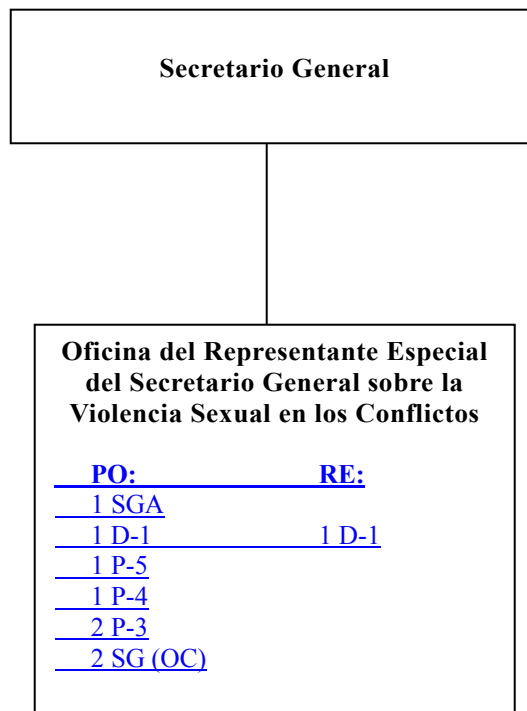 Secretario General
Oficina del Representante Especial
del Secretario General sobre la
Violencia Sexual en los Conflictos
PO: RE:
1 SGA
1 D-1 1 D-1
1 P-5
1 P-4
2 P-3
2 SG (OC)